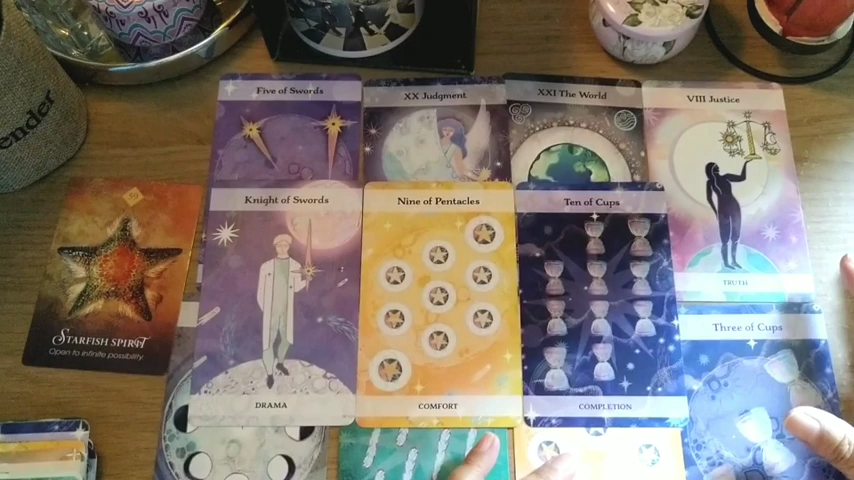 ender
Five of Swords
XX Judgment
XXI The World
VIII Justice
TRUTH
Knight of Swords
DRAMA
Nine of Pentacles
COMFORT
Ten of Cups
COMPLETION
STARFISH SPIRIT
Open to infinite possibility
Three of Cups